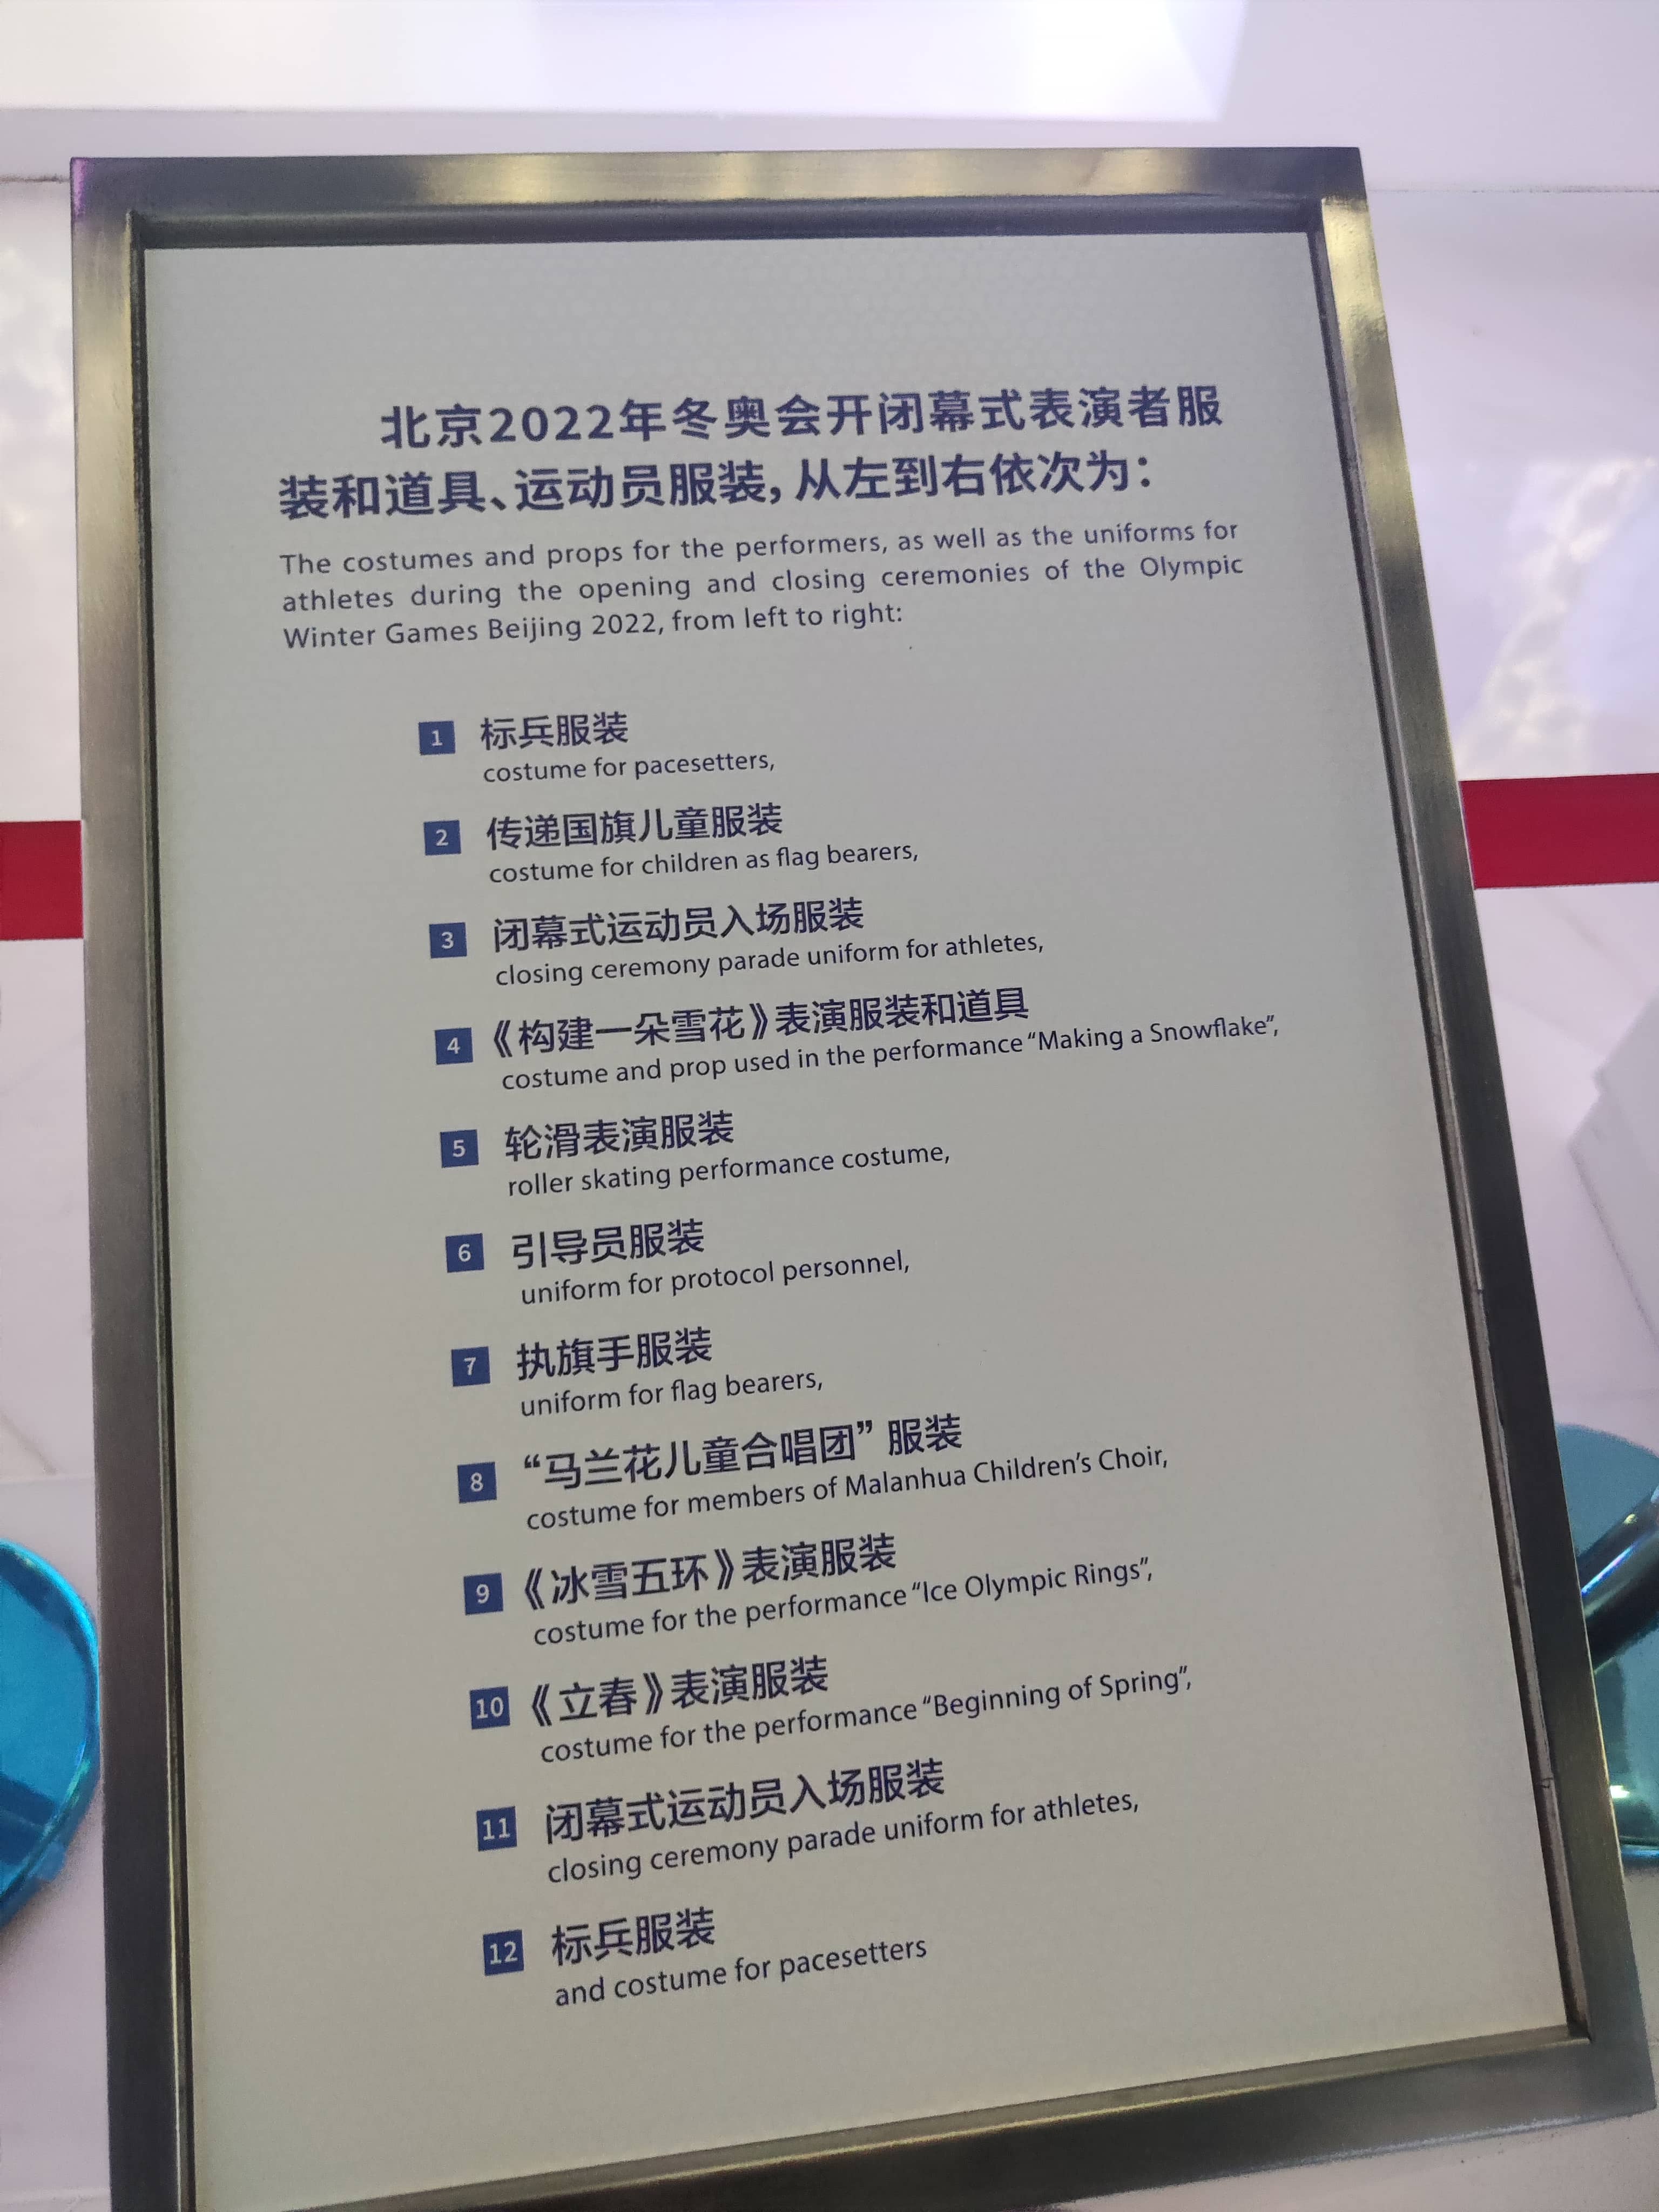 北京2022年冬奥会开闭幕式表演者服
装和道具、运动员服装,从左到右依次为:
The costumes and props for the performers, as well as the uniforms for
athletes during the opening and closing ceremonies of the Olympic
Winter Games Beijing 2022, from left to right:
1 标兵服装
costume for pacesetters,
2 传递国旗儿童服装
costume for children as flag bearers,
3 闭幕式运动员入场服装
closing ceremony parade uniform for athletes,
4 《构建一朵雪花》表演服装和道具
costume and prop used in the performance “Making a Snowflake”,
5 轮滑表演服装
roller skating performance costume,
6 引导员服装
uniform for protocol personnel,
7 执旗手服装
uniform for flag bearers,
8 “马兰花儿童合唱团” 服装
costume for members of Malanhua Children’s Choir,
9 《冰雪五环》表演服装
costume for the performance “Ice Olympic Rings”,
10 《立春》表演服装
costume for the performance “Beginning of Spring”,
11 闭幕式运动员入场服装
closing ceremony parade uniform for athletes,
12 标兵服装
and costume for pacesetters